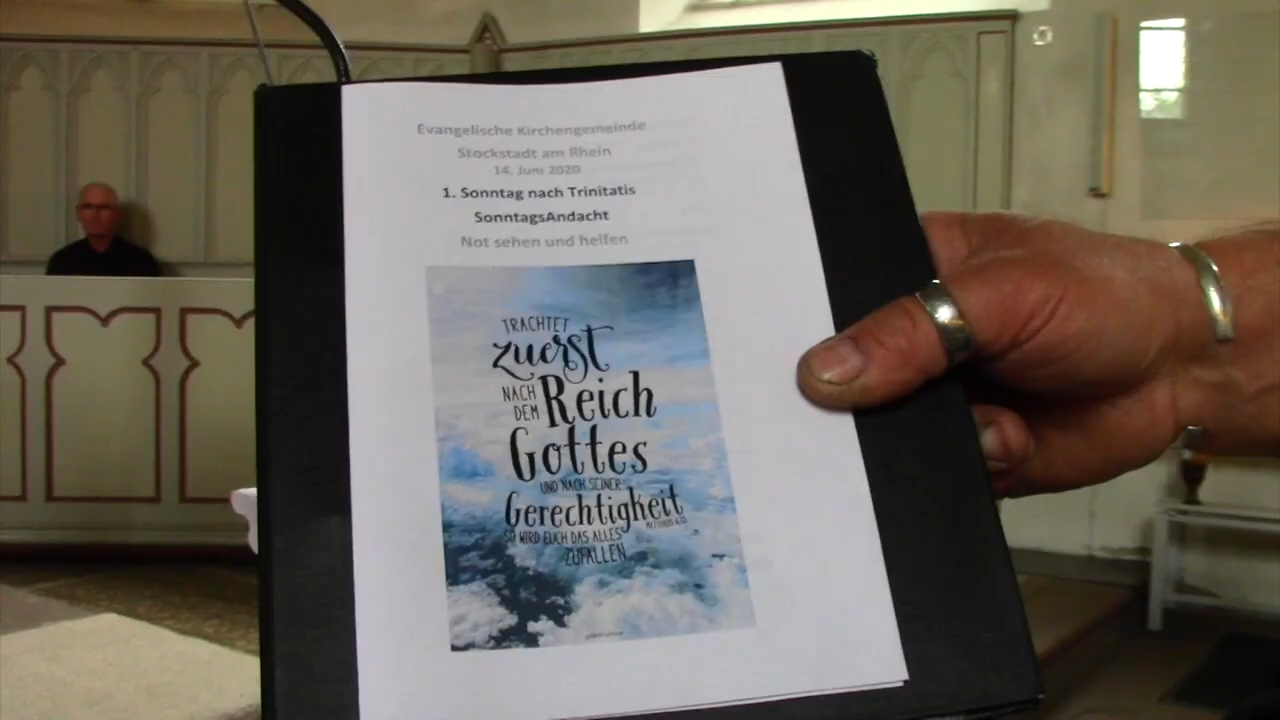 Evangelische Kirchengemeinde
Stockstadt am Rhein
14. Juni 2020
1. Sonntag nach Trinitatis
SonntagsAndacht
Not sehen und helfen
TRACHTET
zuerst
NACH
DEM Reich
Gottes
UND NACH SEINER
Gerechtigkeit
SO WIRD EUCH DAS ALLES
ZUFALLEN